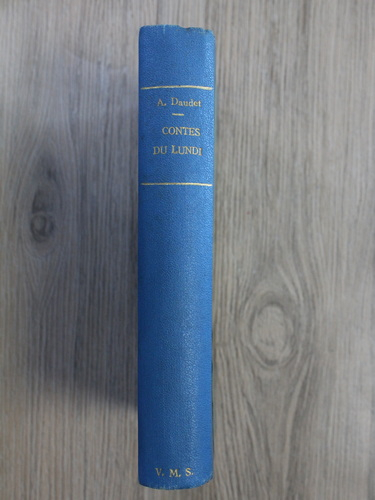 A. Daudet
CONTES
DU LUNDI
V. M. S.